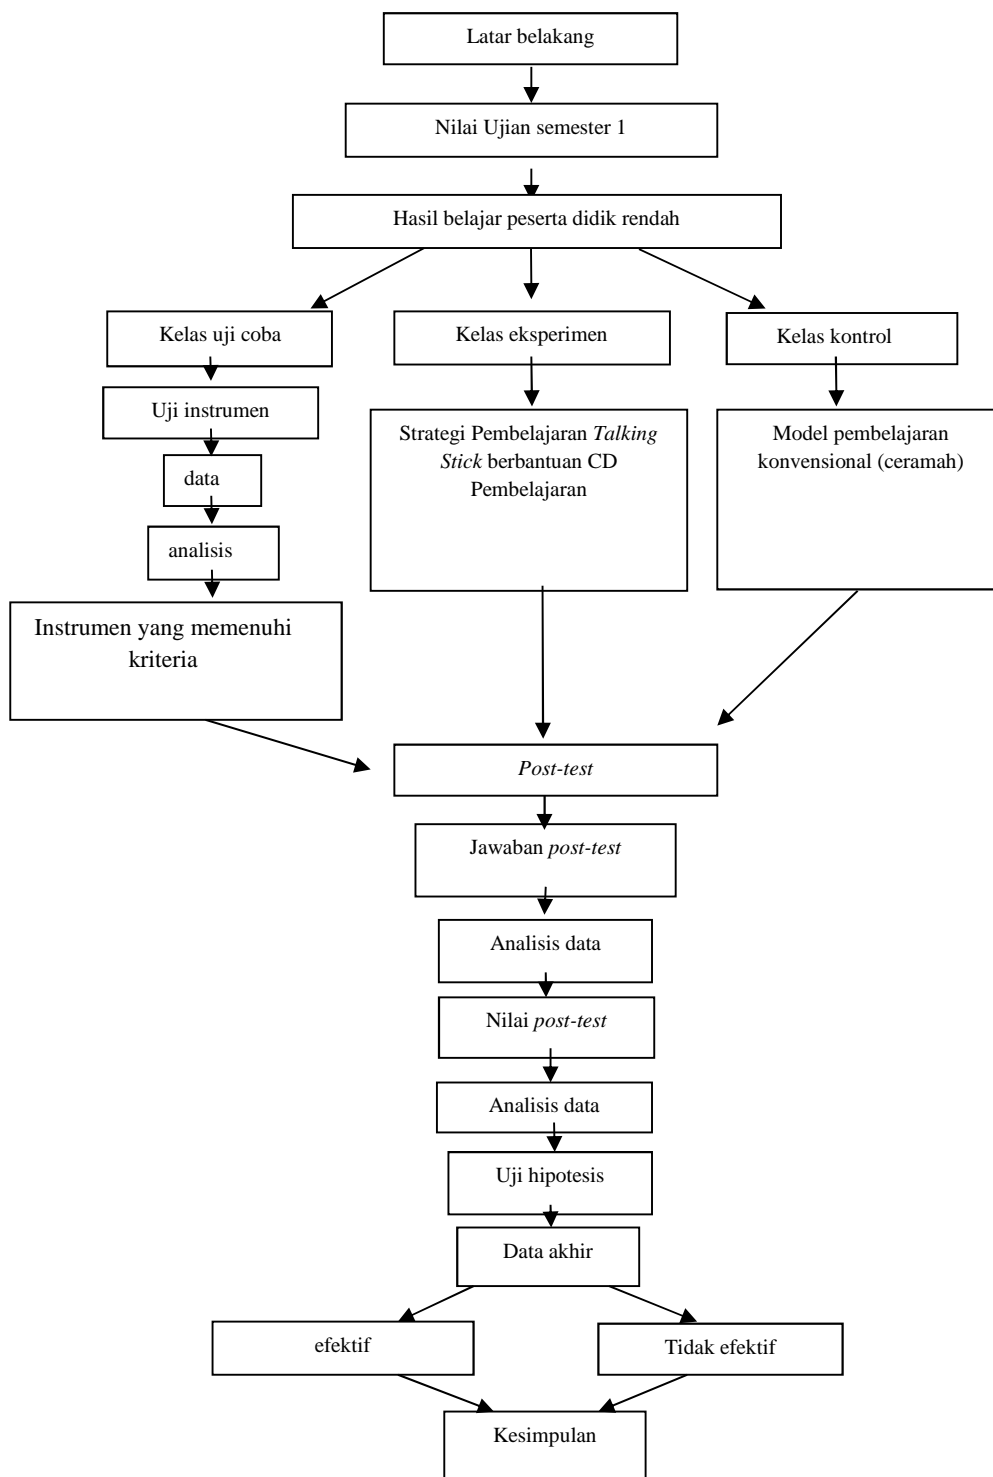 Latar belakang
Nilai Ujian semester 1
Hasil belajar peserta didik rendah
Kelas uji coba
Kelas eksperimen
Kelas kontrol
Uji instrumen
Strategi Pembelajaran Talking
Stick berbantuan CD
Pembelajaran
Model pembelajaran
konvensional (ceramah)
data
analisis
Instrumen yang memenuhi
kriteria
Post-test
Jawaban post-test
Analisis data
Nilai post-test
Analisis data
Uji hipotesis
Data akhir
efektif
Tidak efektif
Kesimpulan